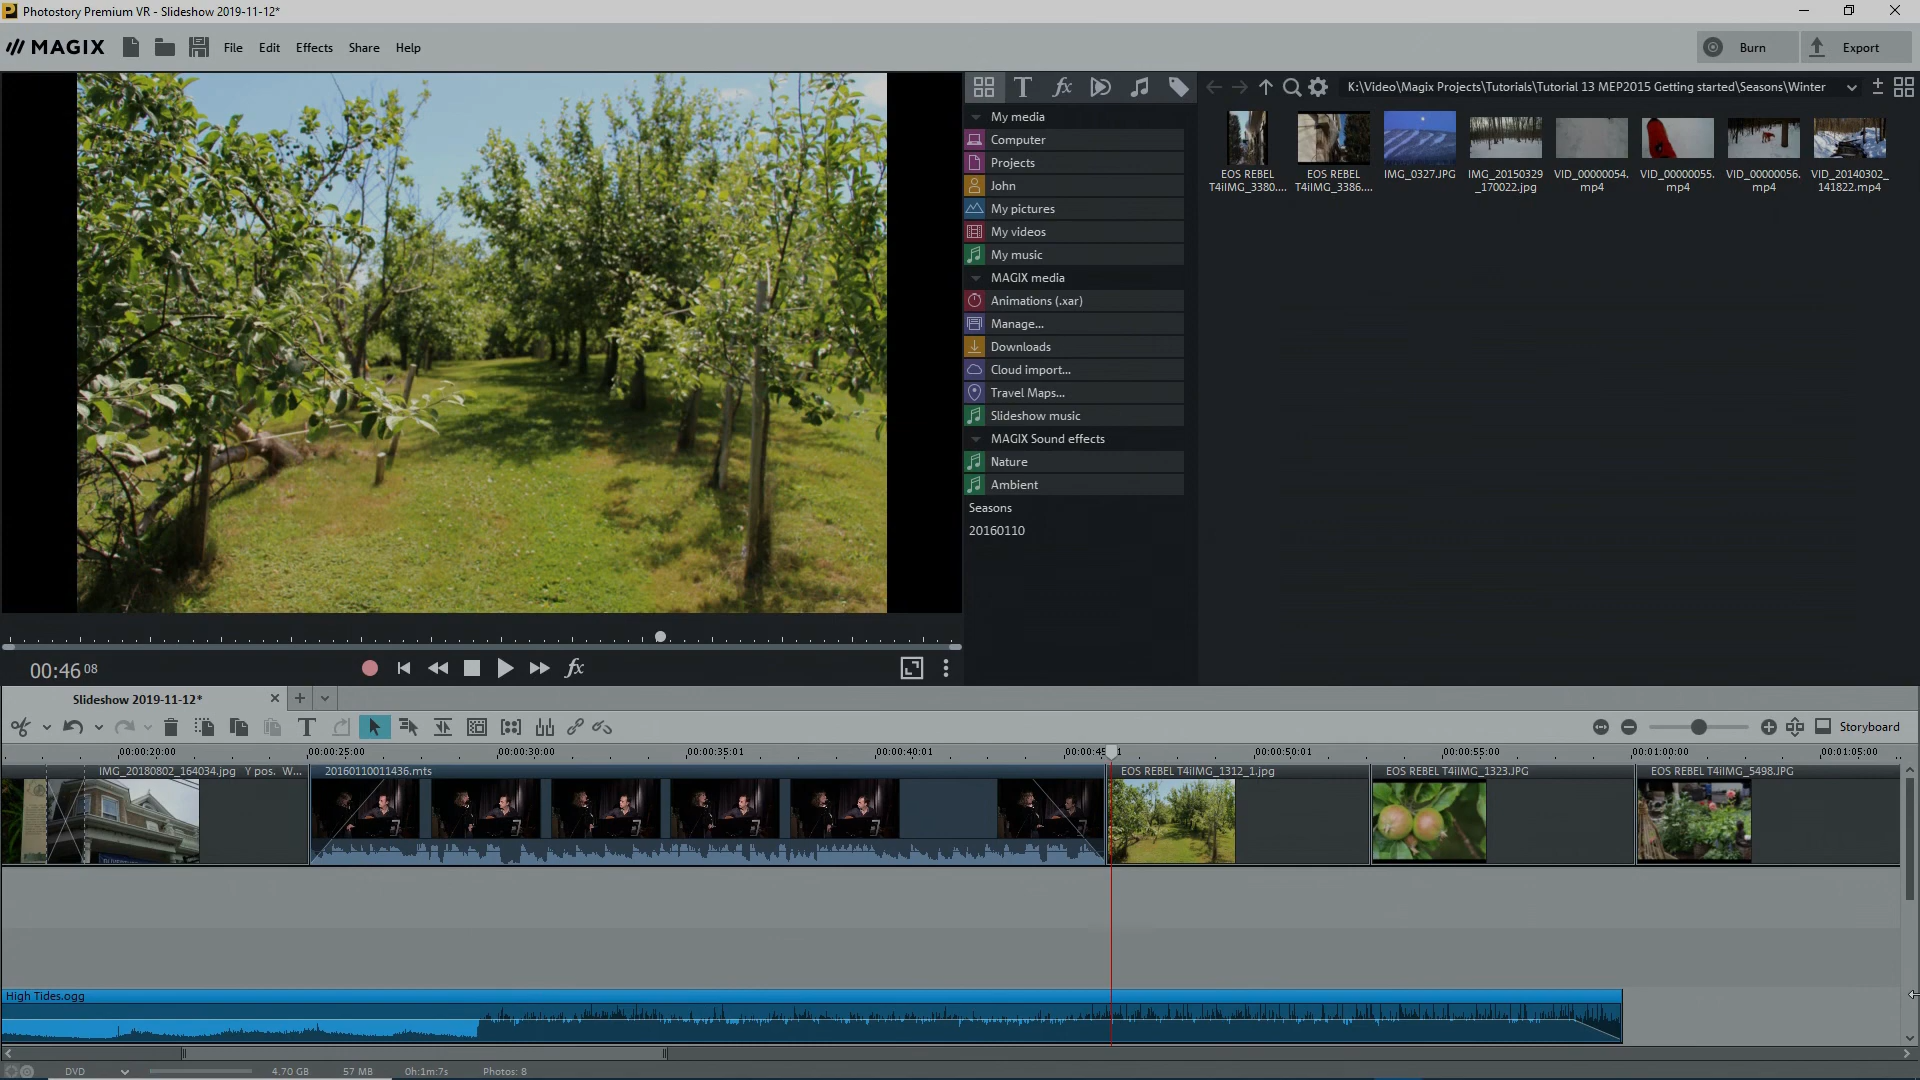 Photostory Premium VR - Slideshow 2019-11-12*
MAGIX
File
Edit
Effects
Share
Help
Burn
Export
K:\Video\Magix Projects\Tutorials\Tutorial 13 MEP2015 Getting started\Seasons\Winter
My media
Computer
Projects
John
My pictures
My videos
My music
MAGIX media
Animations (.xar)
Manage...
Downloads
Cloud import...
Travel Maps...
Slideshow music
MAGIX Sound effects
Nature
Ambient
Seasons
20160110
EOS REBEL
T4iIMG_3380....
EOS REBEL
T4iIMG_3386....
IMG_0327.JPG
IMG_20150329
_170022.jpg
VID_00000054.
mp4
VID_00000055.
mp4
VID_00000056.
mp4
VID_20140302_
141822.mp4
00:46 08
Slideshow 2019-11-12*
Storyboard
00:00:20:00
00:00:25:00
00:00:30:00
00:00:35:01
00:00:40:01
00:00:45:01
00:00:50:01
00:00:55:00
00:01:00:00
00:01:05:00
IMG_20180802_164034.jpg Y pos. W...
20160110011436.mts
EOS REBEL T4iIMG_1312_1.jpg
EOS REBEL T4iIMG_1323.JPG
EOS REBEL T4iIMG_5498.JPG
High Tides.ogg
DVD
4,70 GB
57 MB
0h:1m:7s
Photos: 8